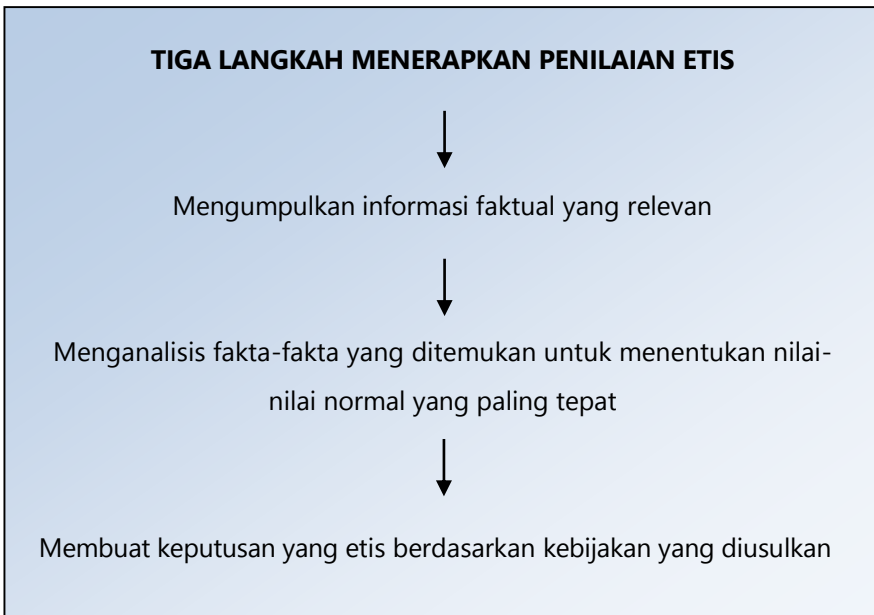 TIGA LANGKAH MENERAPKAN PENILAIAN ETIS
Mengumpulkan informasi faktual yang relevan
Menganalisis fakta-fakta yang ditemukan untuk menentukan nilai-
nilai normal yang paling tepat
Membuat keputusan yang etis berdasarkan kebijakan yang diusulkan